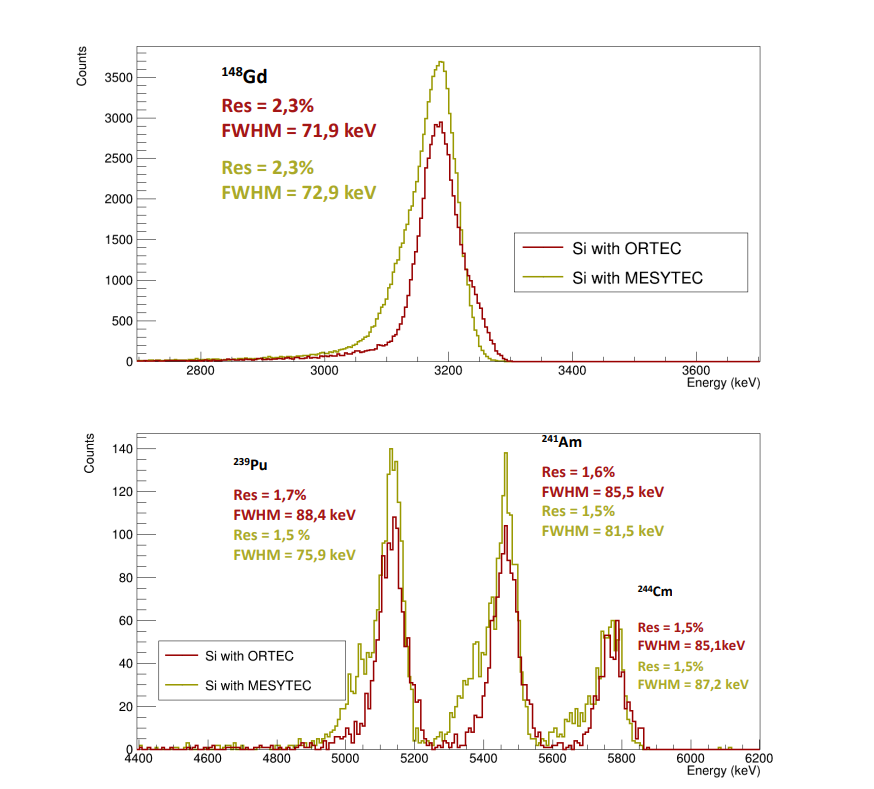 Counts
3500
3000
2500
2000
1500
1000
500
0
¹⁴⁸Gd
Res = 2,3%
FWHM = 71,9 keV
Res = 2,3%
FWHM = 72,9 keV
Si with ORTEC
Si with MESYTEC
2800 3000 3200 3400 3600
Energy (keV)
Counts
140
120
100
80
60
40
20
0
²³⁹Pu
Res = 1,7%
FWHM = 88,4 keV
Res = 1,5 %
FWHM = 75,9 keV
²⁴¹Am
Res = 1,6%
FWHM = 85,5 keV
Res = 1,5%
FWHM = 81,5 keV
²⁴⁴Cm
Res = 1,5%
FWHM = 85,1keV
Res = 1,5%
FWHM = 87,2 keV
Si with ORTEC
Si with MESYTEC
4400 4600 4800 5000 5200 5400 5600 5800 6000 6200
Energy (keV)